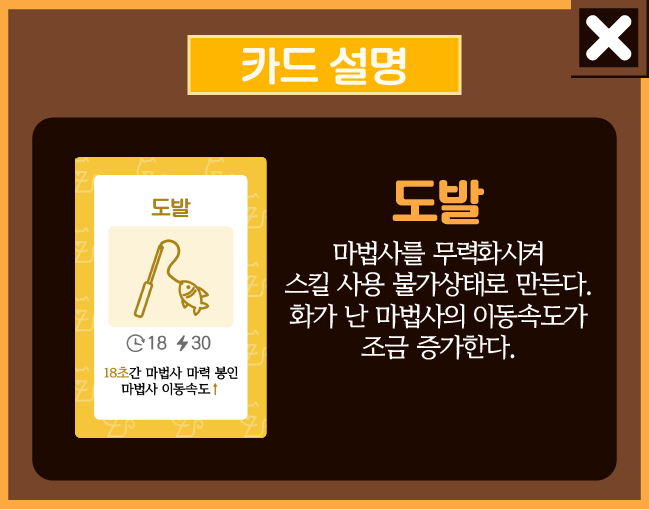 카드 설명
도발
18 30
18초간 마법사 마력 봉인
마법사 이동속도↑
도발
마법사를 무력화시켜
스킬 사용 불가상태로 만든다.
화가 난 마법사의 이동속도가
조금 증가한다.